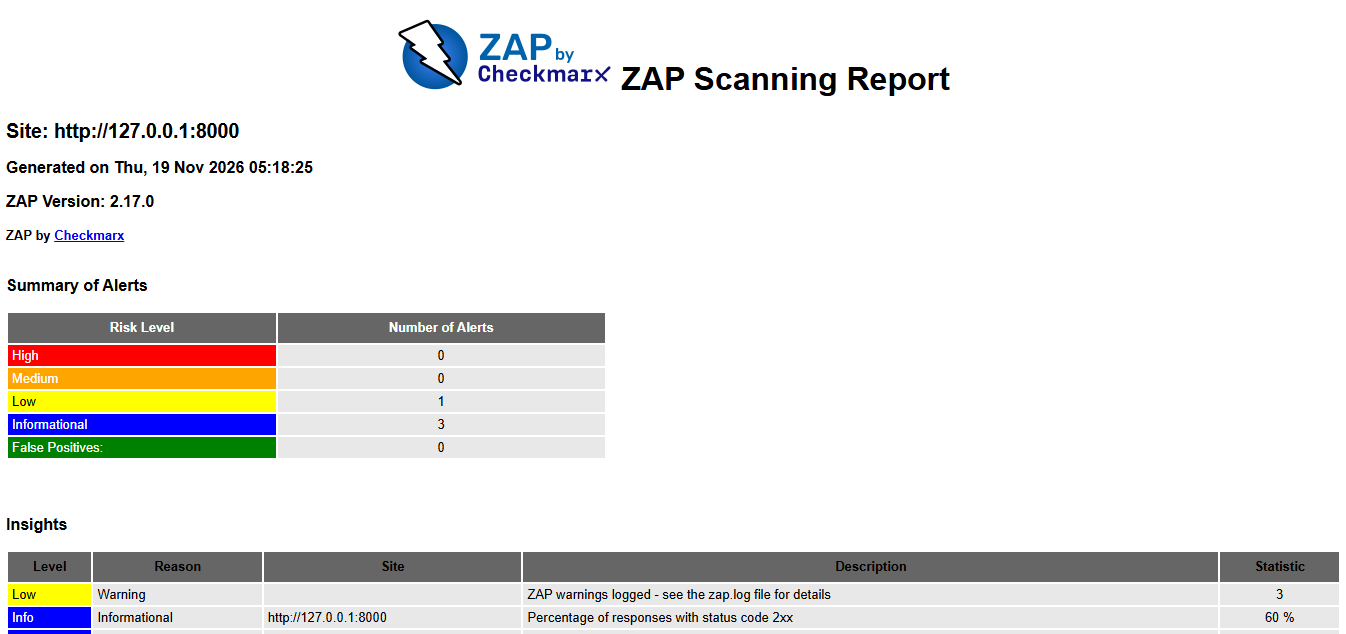 ZAP by
Checkmarx ZAP Scanning Report
Site: http://127.0.0.1:8000
Generated on Thu, 19 Nov 2026 05:18:25
ZAP Version: 2.17.0
ZAP by Checkmarx
Summary of Alerts
Risk Level Number of Alerts
High 0
Medium 0
Low 1
Informational 3
False Positives: 0
Insights
Level Reason Site Description Statistic
Low Warning ZAP warnings logged - see the zap.log file for details 3
Info Informational http://127.0.0.1:8000 Percentage of responses with status code 2xx 60 %